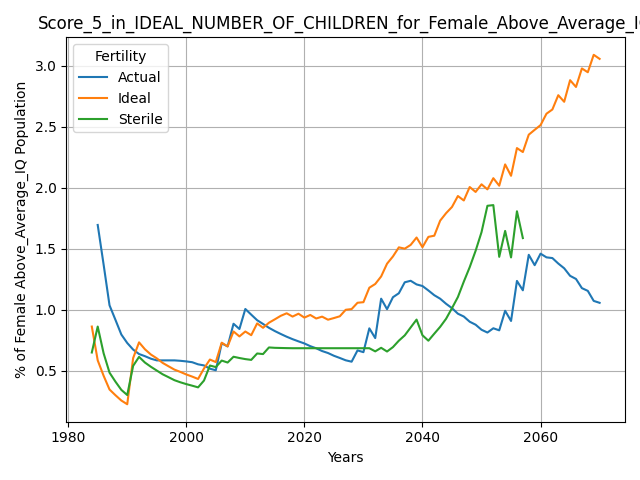 Score_5_in_IDEAL_NUMBER_OF_CHILDREN_for_Female_Above_Average_IQ
Fertility
Actual
Ideal
Sterile
3.0
2.5
2.0
1.5
1.0
0.5
% of Female Above_Average_IQ Population
1980 2000 2020 2040 2060
Years